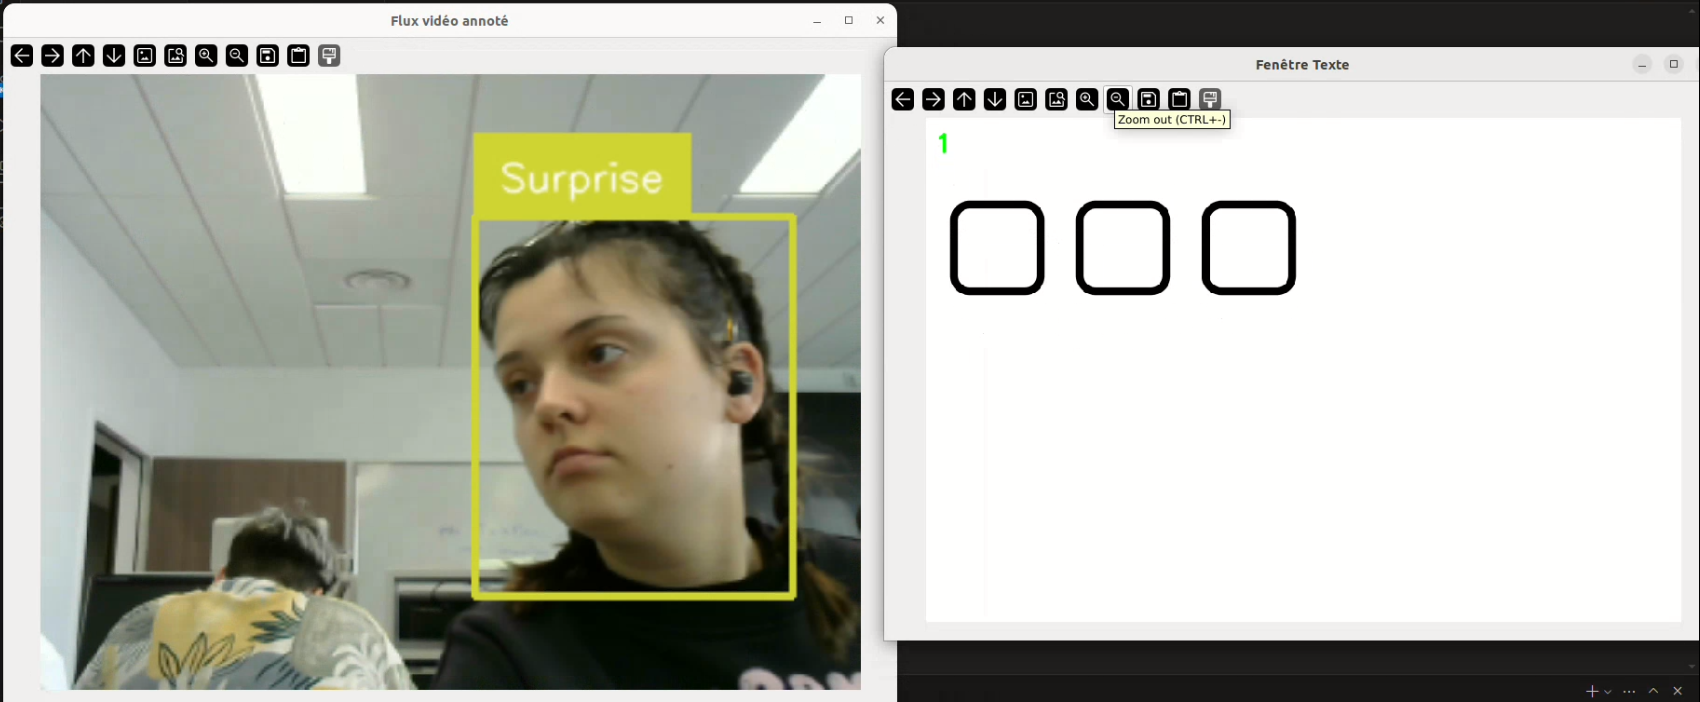 Flux vidéo annoté
Surprise
Fenêtre Texte
Zoom out (CTRL+-)
1